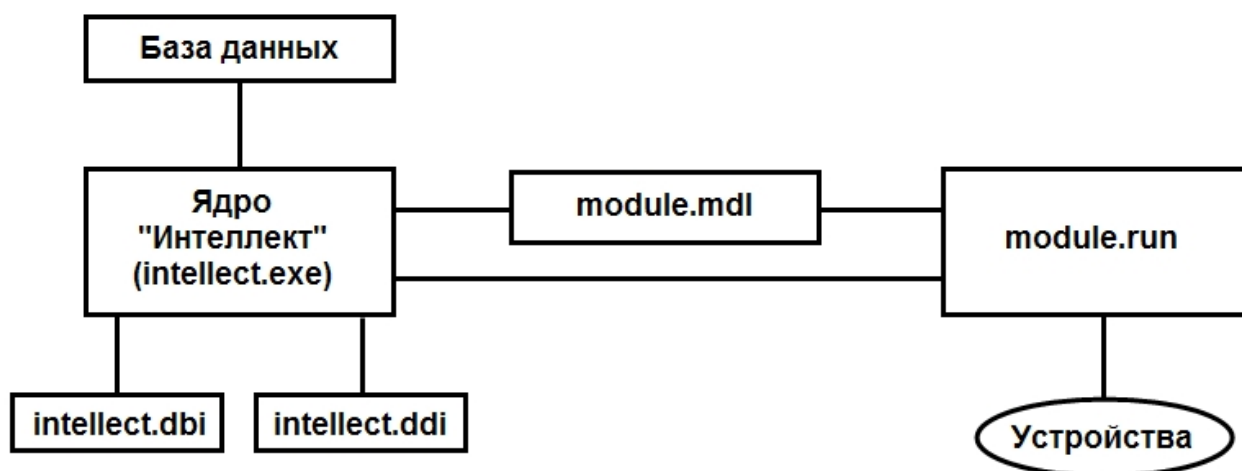 База данных
Ядро
"Интеллект"
(intellect.exe)
module.mdl
module.run
intellect.dbi
intellect.ddi
Устройства